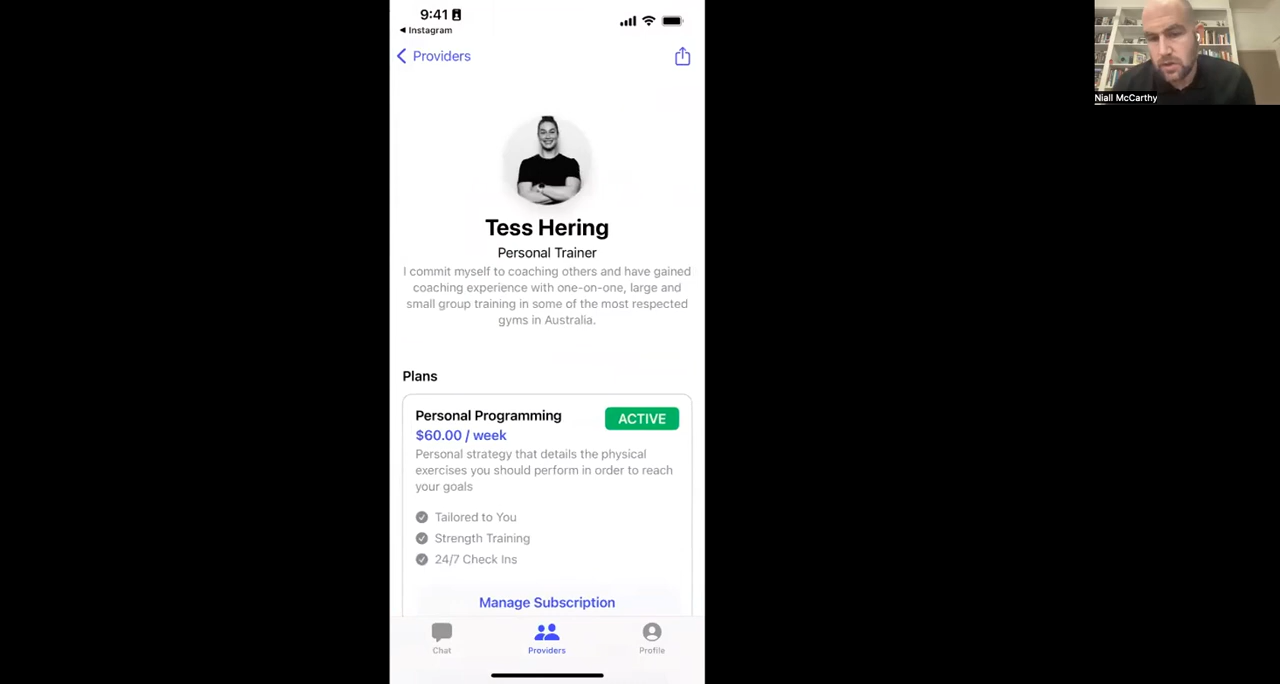 9:41
Instagram
Providers
Niall McCarthy
Tess Hering
Personal Trainer
I commit myself to coaching others and have gained
coaching experience with one-on-one, large and
small group training in some of the most respected
gyms in Australia.
Plans
Personal Programming
ACTIVE
$60.00 / week
Personal strategy that details the physical
exercises you should perform in order to reach
your goals
Tailored to You
Strength Training
24/7 Check Ins
Manage Subscription
Chat
Providers
Profile